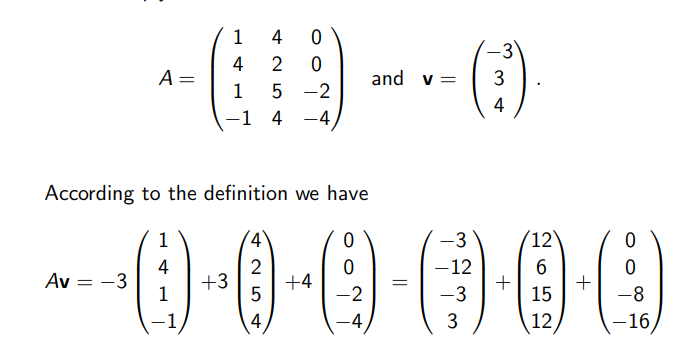 A = ( 1 4 0
4 2 0
1 5 −2
−1 4 −4 ) and v = ( −3
3
4 ) .
According to the definition we have
Av = −3 ( 1
4
1
−1 ) +3 ( 4
2
5
4 ) +4 ( 0
0
−2
−4 ) = ( −3
−12
−3
3 ) + ( 12
6
15
12 ) + ( 0
0
−8
−16 )